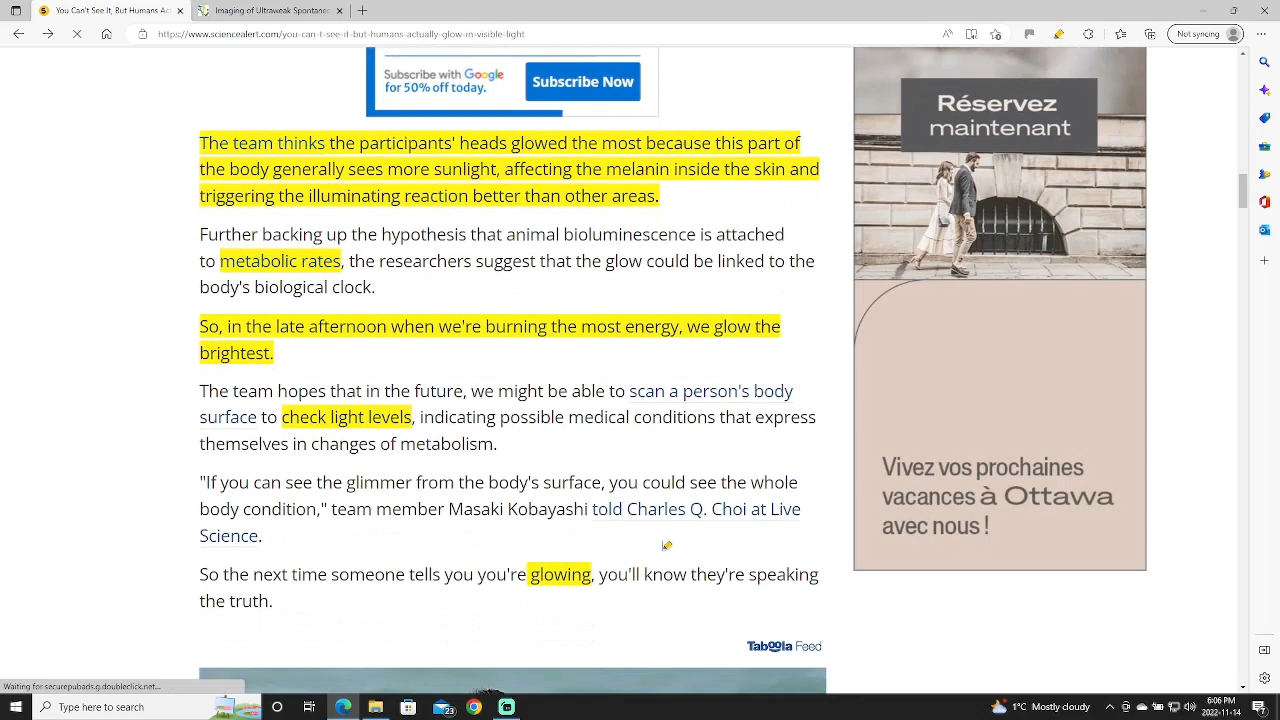 You Can't See It, But Humans Ac
Imaging of Ultraweak Spontaneo
https://www.sciencealert.com/you-can-t-see-it-but-humans-actually-glow-in-visible-light
Not syncing
Subscribe with Google
for 50% off today.
Subscribe Now
Réservez
maintenant
The team thinks the participants' heads glowed the most because this part of
the body generally sees more sunlight, affecting the melanin inside the skin and
triggering the illuminating reaction better than other areas.
Further backing up the hypothesis that animal bioluminescence is attached
to metabolic rates, the researchers suggest that the glow could be linked to the
body's biological clock.
So, in the late afternoon when we're burning the most energy, we glow the
brightest.
The team hopes that in the future, we might be able to scan a person's body
surface to check light levels, indicating possible medical conditions that express
themselves in changes of metabolism.
"If you can see the glimmer from the body's surface, you could see the whole
body condition," team member Masaki Kobayashi told Charles Q. Choi at Live
Science.
So the next time someone tells you you're glowing, you'll know they're speaking
the truth.
Vivez vos prochaines
vacances à Ottawa
avec nous !
Taboola Feed
Waiting for securepubads.g.doubleclick.net...
Type here to search
1°C Mostly cloudy
6:06 PM
2022-11-14